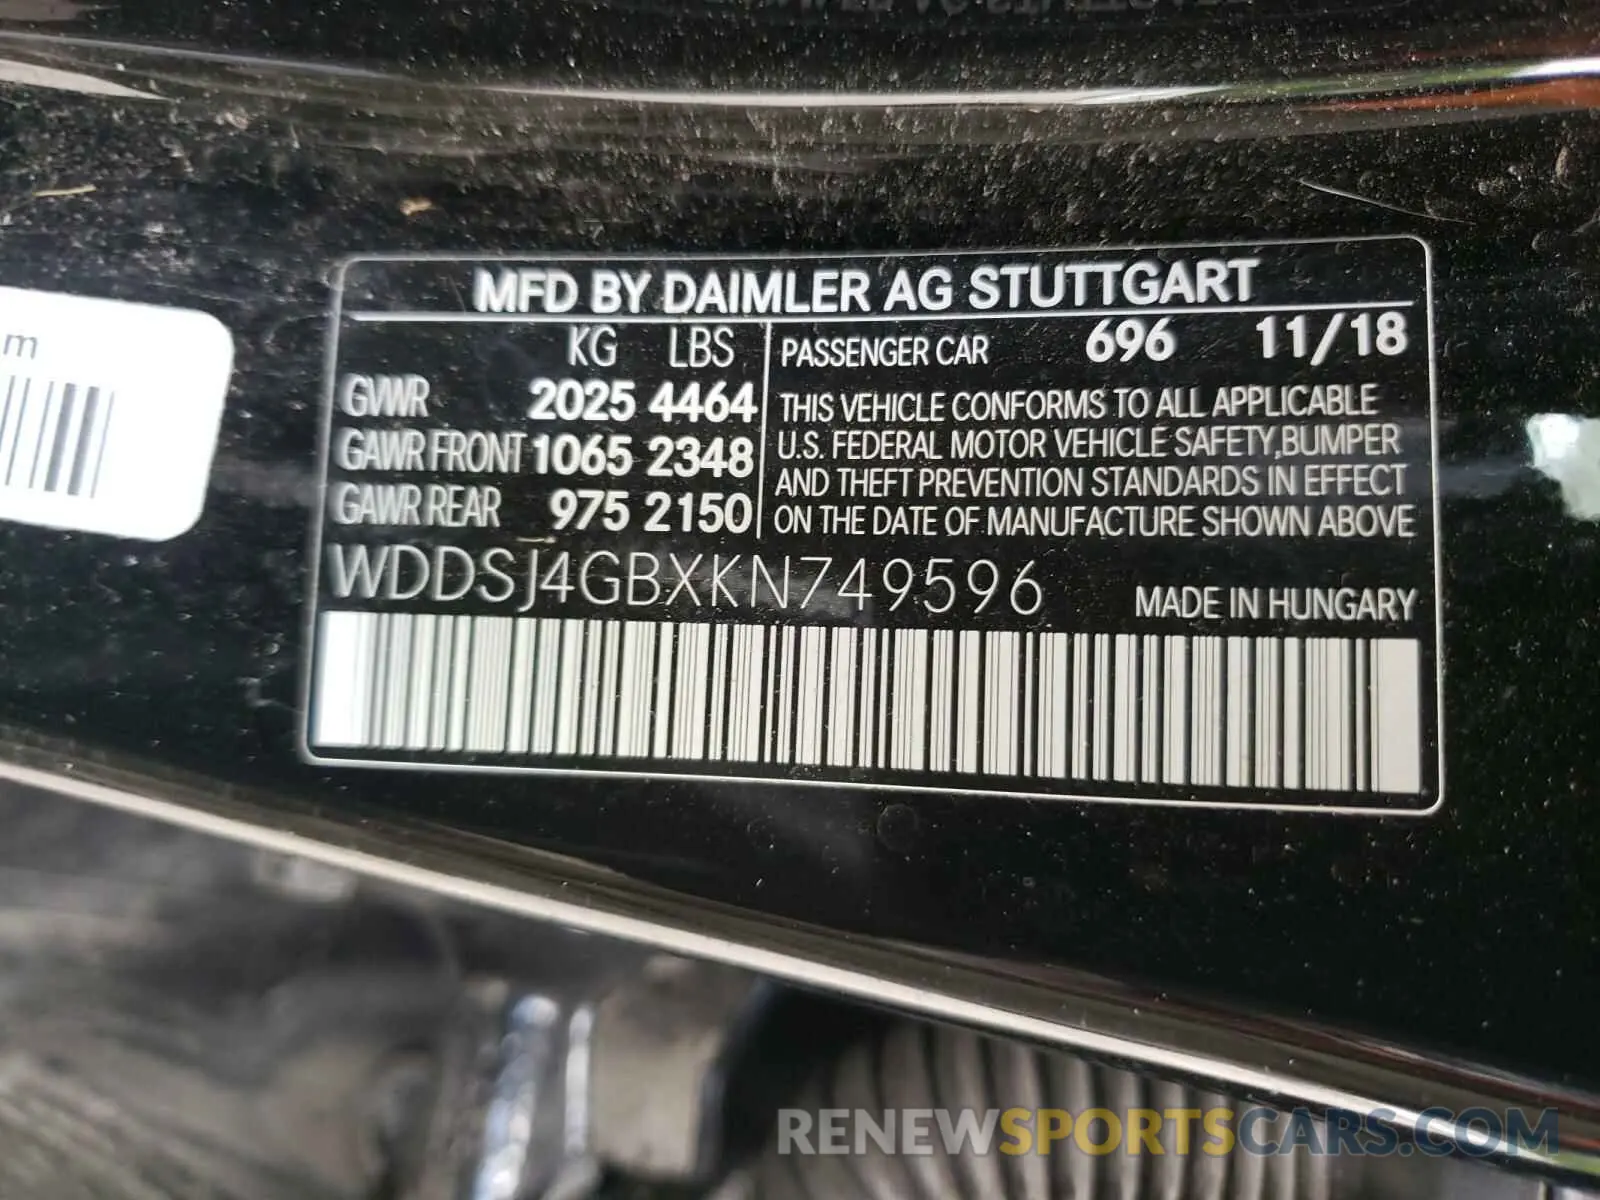 MFD BY DAIMLER AG STUTTGART
KG LBS
GVWR 2025 4464
GAWR FRONT 1065 2348
GAWR REAR 975 2150
PASSENGER CAR 696 11/18
THIS VEHICLE CONFORMS TO ALL APPLICABLE
U.S. FEDERAL MOTOR VEHICLE SAFETY,BUMPER
AND THEFT PREVENTION STANDARDS IN EFFECT
ON THE DATE OF MANUFACTURE SHOWN ABOVE
WDDSJ4GBXKN749596
MADE IN HUNGARY
m
RENEWSPORTSCARS.COM